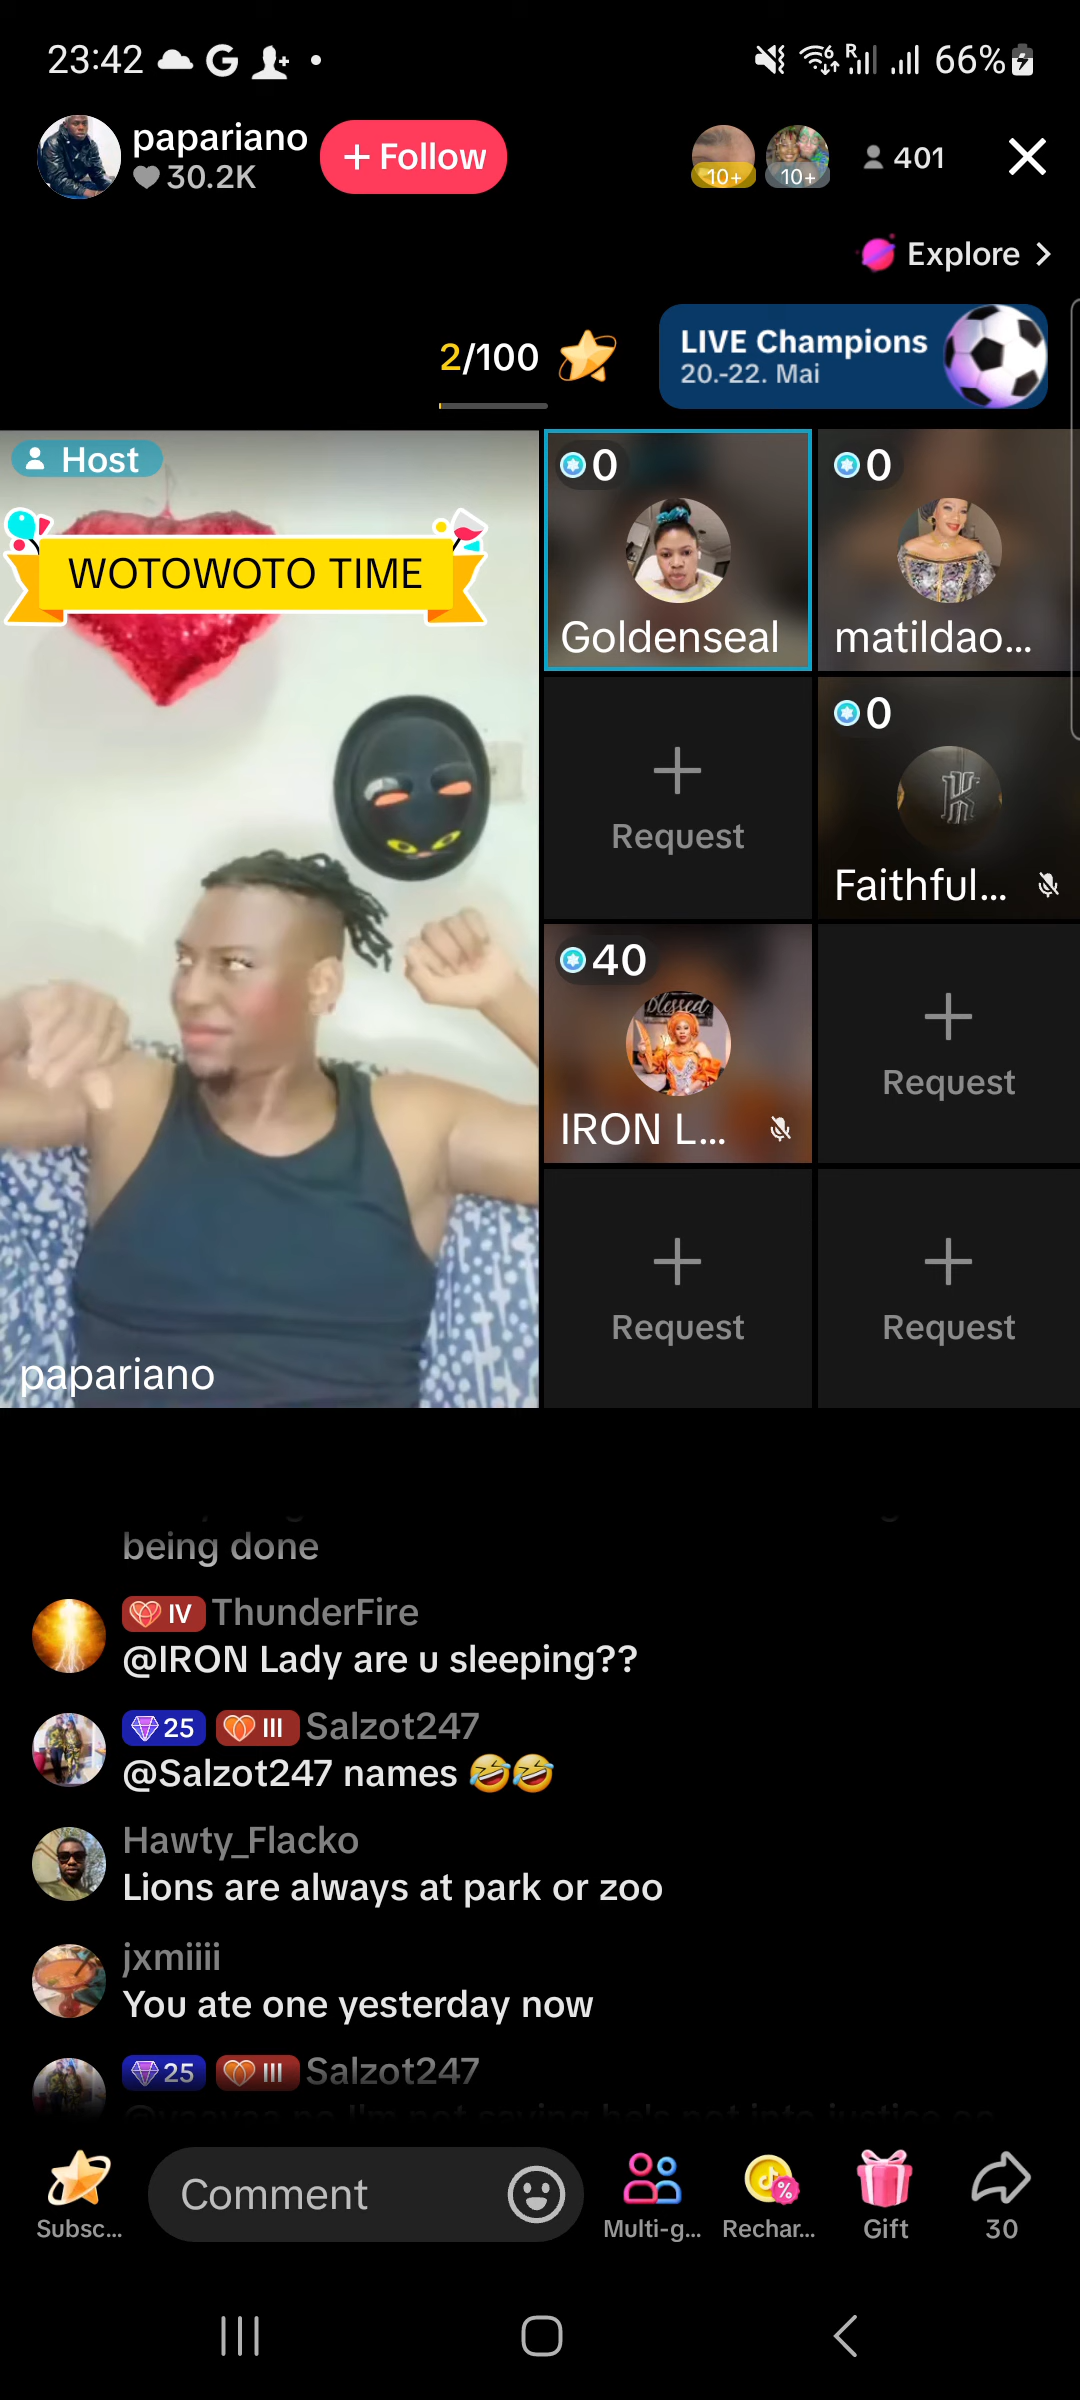 23:42
66%
papariano
30.2K
+ Follow
10+
10+
401
Explore
2/100
LIVE Champions
20.-22. Mai
Host
WOTOWOTO TIME
papariano
0
Goldenseal
0
matildao...
Request
0
Faithful...
Blessed
40
IRON L...
Request
Request
Request
being done
IV ThunderFire
@IRON Lady are u sleeping??
25 III Salzot247
@Salzot247 names 🤣🤣
Hawty_Flacko
Lions are always at park or zoo
jxmiiii
You ate one yesterday now
25 III Salzot247
Subsc...
Comment
Multi-g...
Rechar...
Gift
30